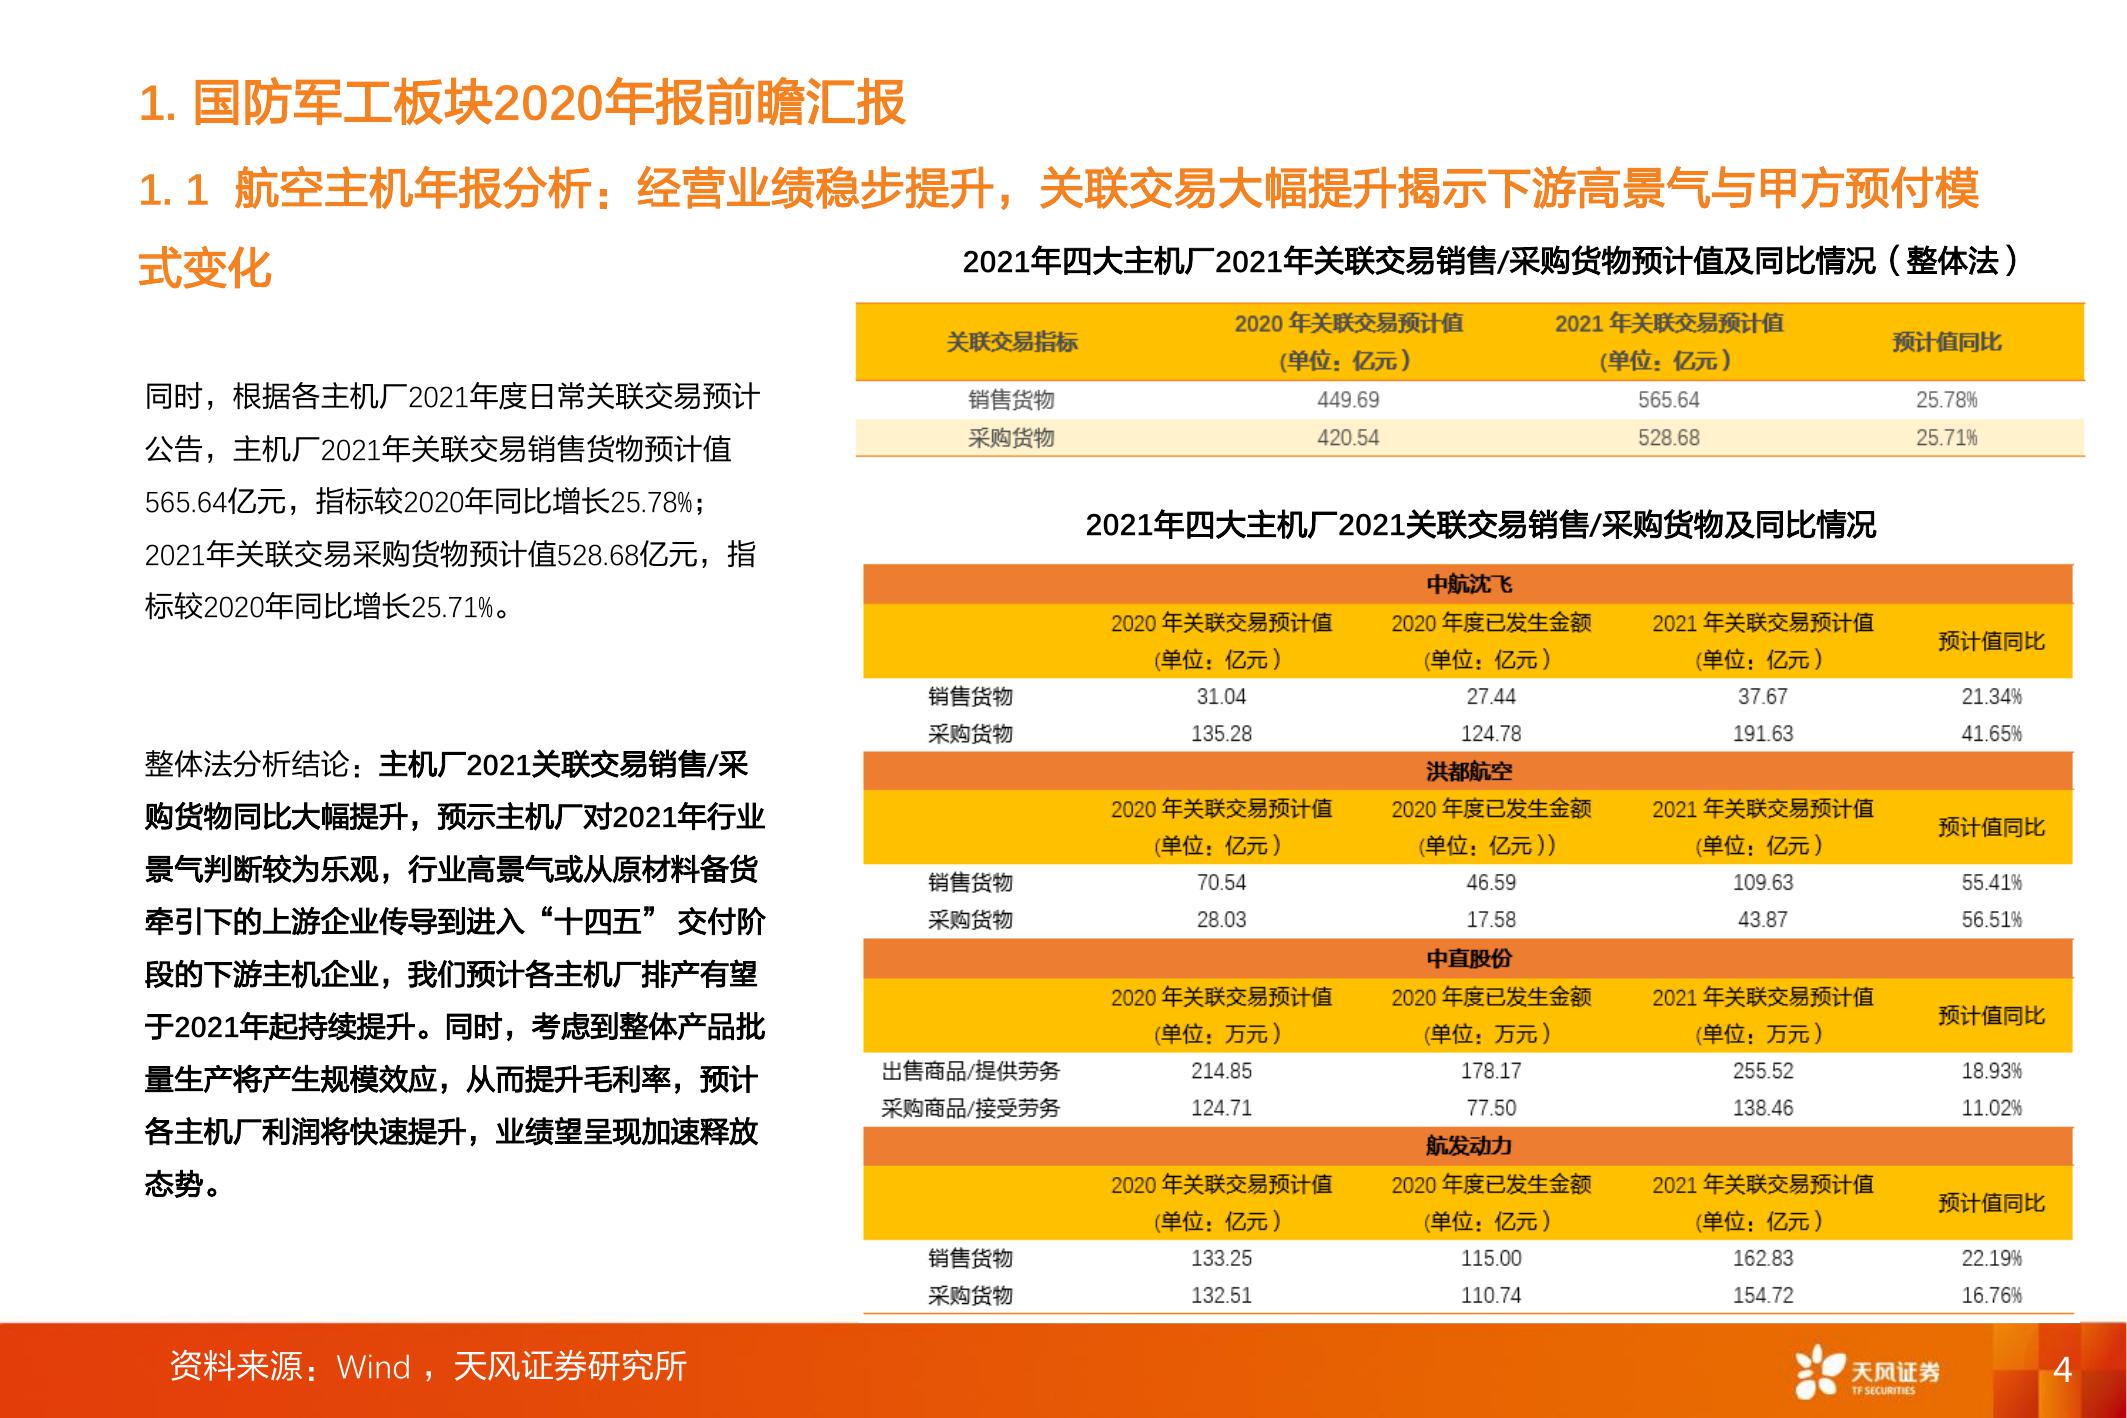 1. 国防军工板块2020年报前瞻汇报
1. 1 航空主机年报分析：经营业绩稳步提升，关联交易大幅提升揭示下游高景气与甲方预付模
式变化
同时，根据各主机厂2021年度日常关联交易预计
公告，主机厂2021年关联交易销售货物预计值
565.64亿元，指标较2020年同比增长25.78%；
2021年关联交易采购货物预计值528.68亿元，指
标较2020年同比增长25.71%。
整体法分析结论：主机厂2021关联交易销售/采
购货物同比大幅提升，预示主机厂对2021年行业
景气判断较为乐观，行业高景气或从原材料备货
牵引下的上游企业传导到进入“十四五” 交付阶
段的下游主机企业，我们预计各主机厂排产有望
于2021年起持续提升。同时，考虑到整体产品批
量生产将产生规模效应，从而提升毛利率，预计
各主机厂利润将快速提升，业绩望呈现加速释放
态势。
2021年四大主机厂2021年关联交易销售/采购货物预计值及同比情况（整体法）
关联交易指标 2020 年关联交易预计值 2021 年关联交易预计值 预计值同比
(单位：亿元） (单位：亿元）
销售货物 449.69 565.64 25.78%
采购货物 420.54 528.68 25.71%
2021年四大主机厂2021关联交易销售/采购货物及同比情况
中航沈飞
2020 年关联交易预计值 2020 年度已发生金额 2021 年关联交易预计值 预计值同比
(单位：亿元） (单位：亿元） (单位：亿元）
销售货物 31.04 27.44 37.67 21.34%
采购货物 135.28 124.78 191.63 41.65%
洪都航空
2020 年关联交易预计值 2020 年度已发生金额 2021 年关联交易预计值 预计值同比
(单位：亿元） (单位：亿元)） (单位：亿元）
销售货物 70.54 46.59 109.63 55.41%
采购货物 28.03 17.58 43.87 56.51%
中直股份
2020 年关联交易预计值 2020 年度已发生金额 2021 年关联交易预计值 预计值同比
(单位：万元） (单位：万元） (单位：万元）
出售商品/提供劳务 214.85 178.17 255.52 18.93%
采购商品/接受劳务 124.71 77.50 138.46 11.02%
航发动力
2020 年关联交易预计值 2020 年度已发生金额 2021 年关联交易预计值 预计值同比
(单位：亿元） (单位：亿元） (单位：亿元）
销售货物 133.25 115.00 162.83 22.19%
采购货物 132.51 110.74 154.72 16.76%
资料来源：Wind ，天风证券研究所
天风证券
TF SECURITIES
4